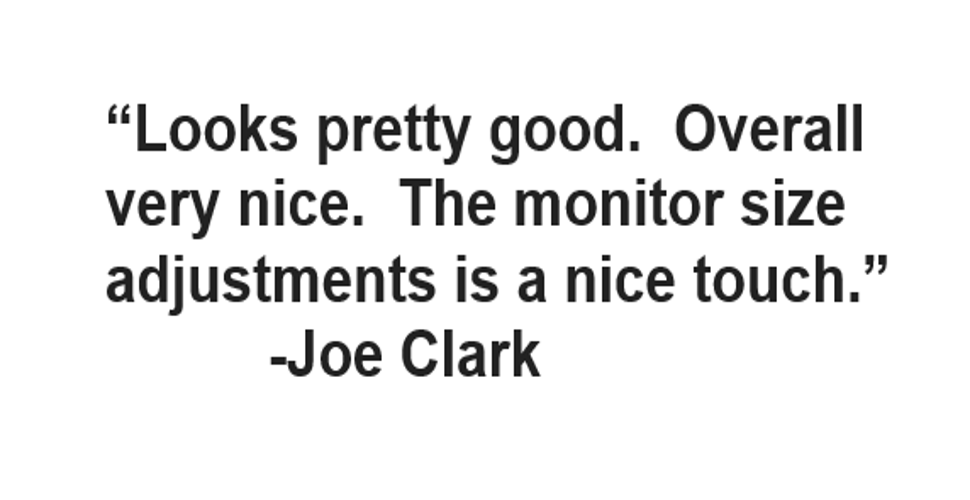 “Looks pretty good.  Overall
very nice.  The monitor size
adjustments is a nice touch.”
-Joe Clark